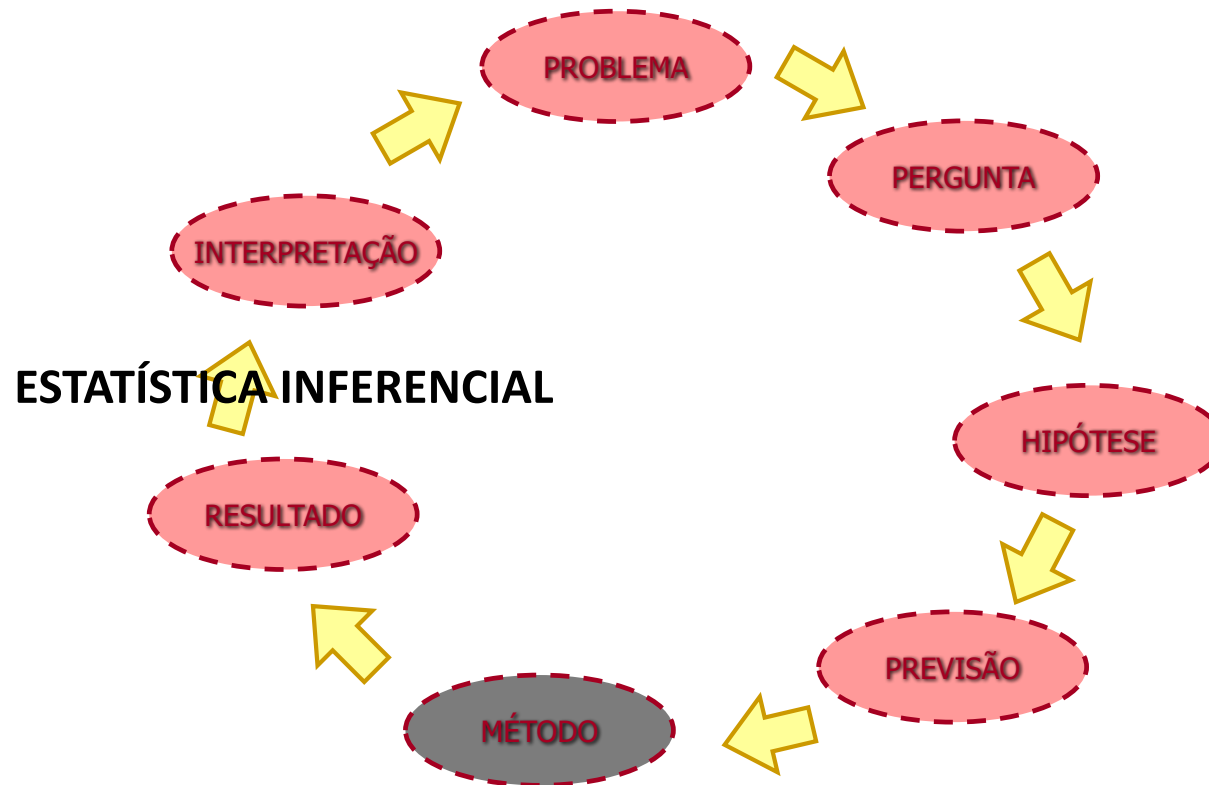 PROBLEMA
PERGUNTA
INTERPRETAÇÃO
ESTATÍSTICA INFERENCIAL
HIPÓTESE
RESULTADO
PREVISÃO
MÉTODO